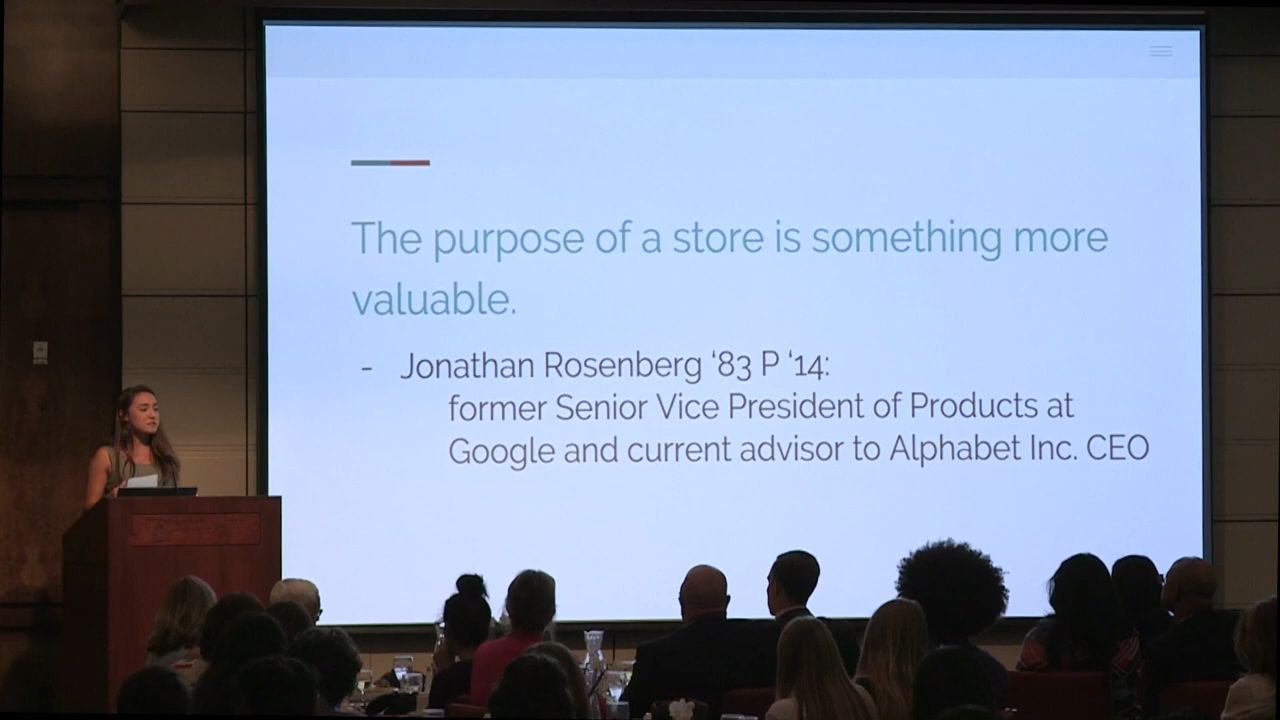 The purpose of a store is something more
valuable.
- Jonathan Rosenberg ‘83 P ‘14:
former Senior Vice President of Products at
Google and current advisor to Alphabet Inc. CEO